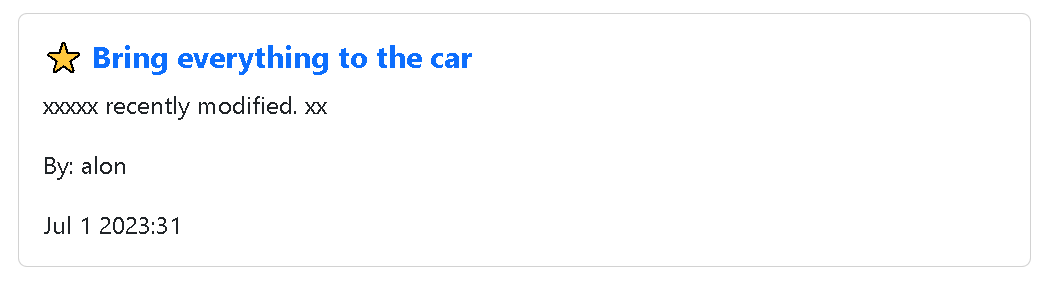 Bring everything to the car
xxxxx recently modified. xx
By: alon
Jul 1 2023:31